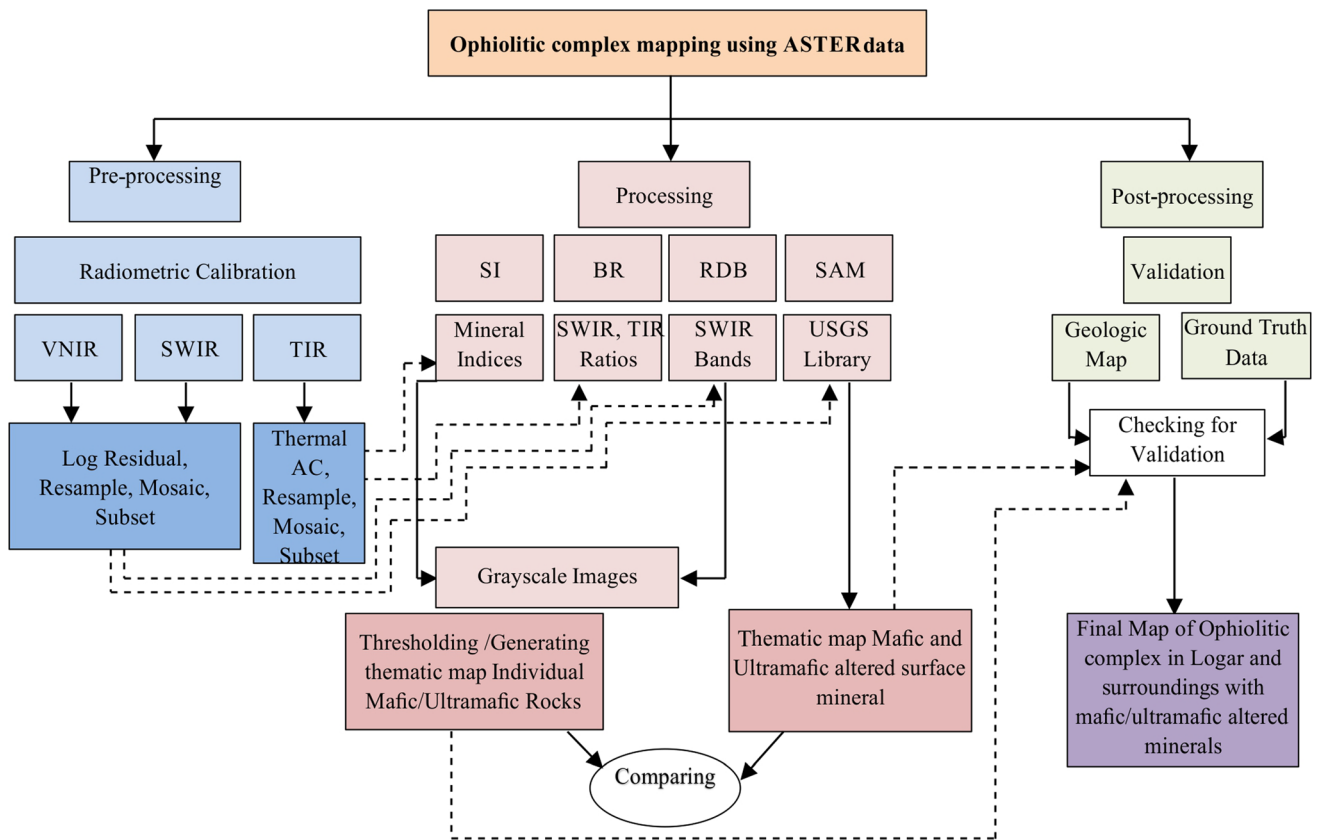 Ophiolitic complex mapping using ASTER data
Pre-processing
Processing
Post-processing
Radiometric Calibration
SI
BR
RDB
SAM
Validation
VNIR
SWIR
TIR
Mineral
Indices
SWIR, TIR
Ratios
SWIR
Bands
USGS
Library
Geologic
Map
Ground Truth
Data
Log Residual,
Resample, Mosaic,
Subset
Thermal
AC,
Resample,
Mosaic,
Subset
Checking for
Validation
Grayscale Images
Thresholding /Generating
thematic map Individual
Mafic/Ultramafic Rocks
Thematic map Mafic and
Ultramafic altered surface
mineral
Final Map of Ophiolitic
complex in Logar and
surroundings with
mafic/ultramafic altered
minerals
Comparing